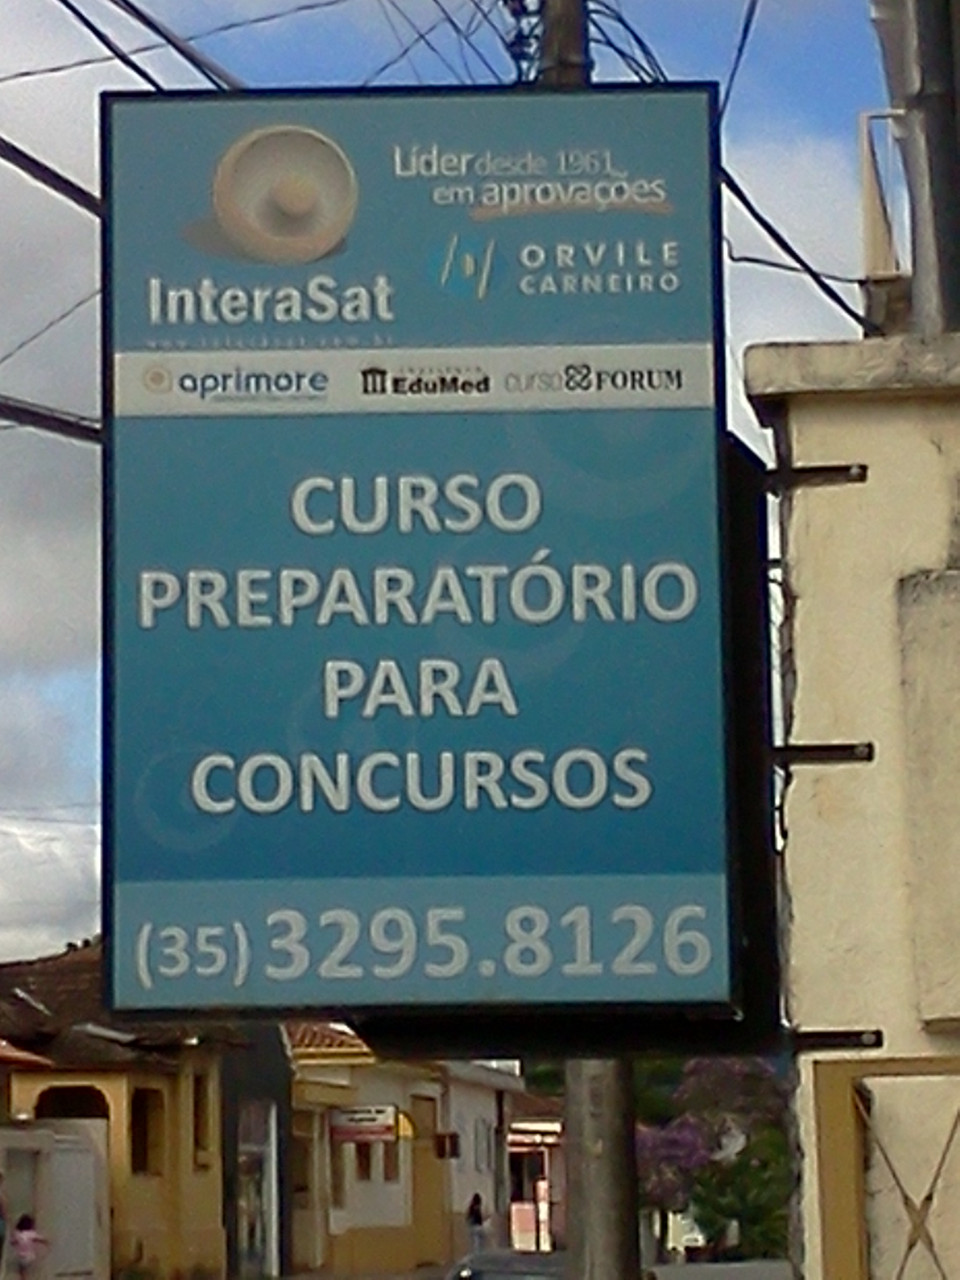 Líder desde 1961
em aprovações
ORVILE
CARNEIRO
InteraSat
aprimore
EduMed
curso FORUM
CURSO
PREPARATÓRIO
PARA
CONCURSOS
(35) 3295.8126